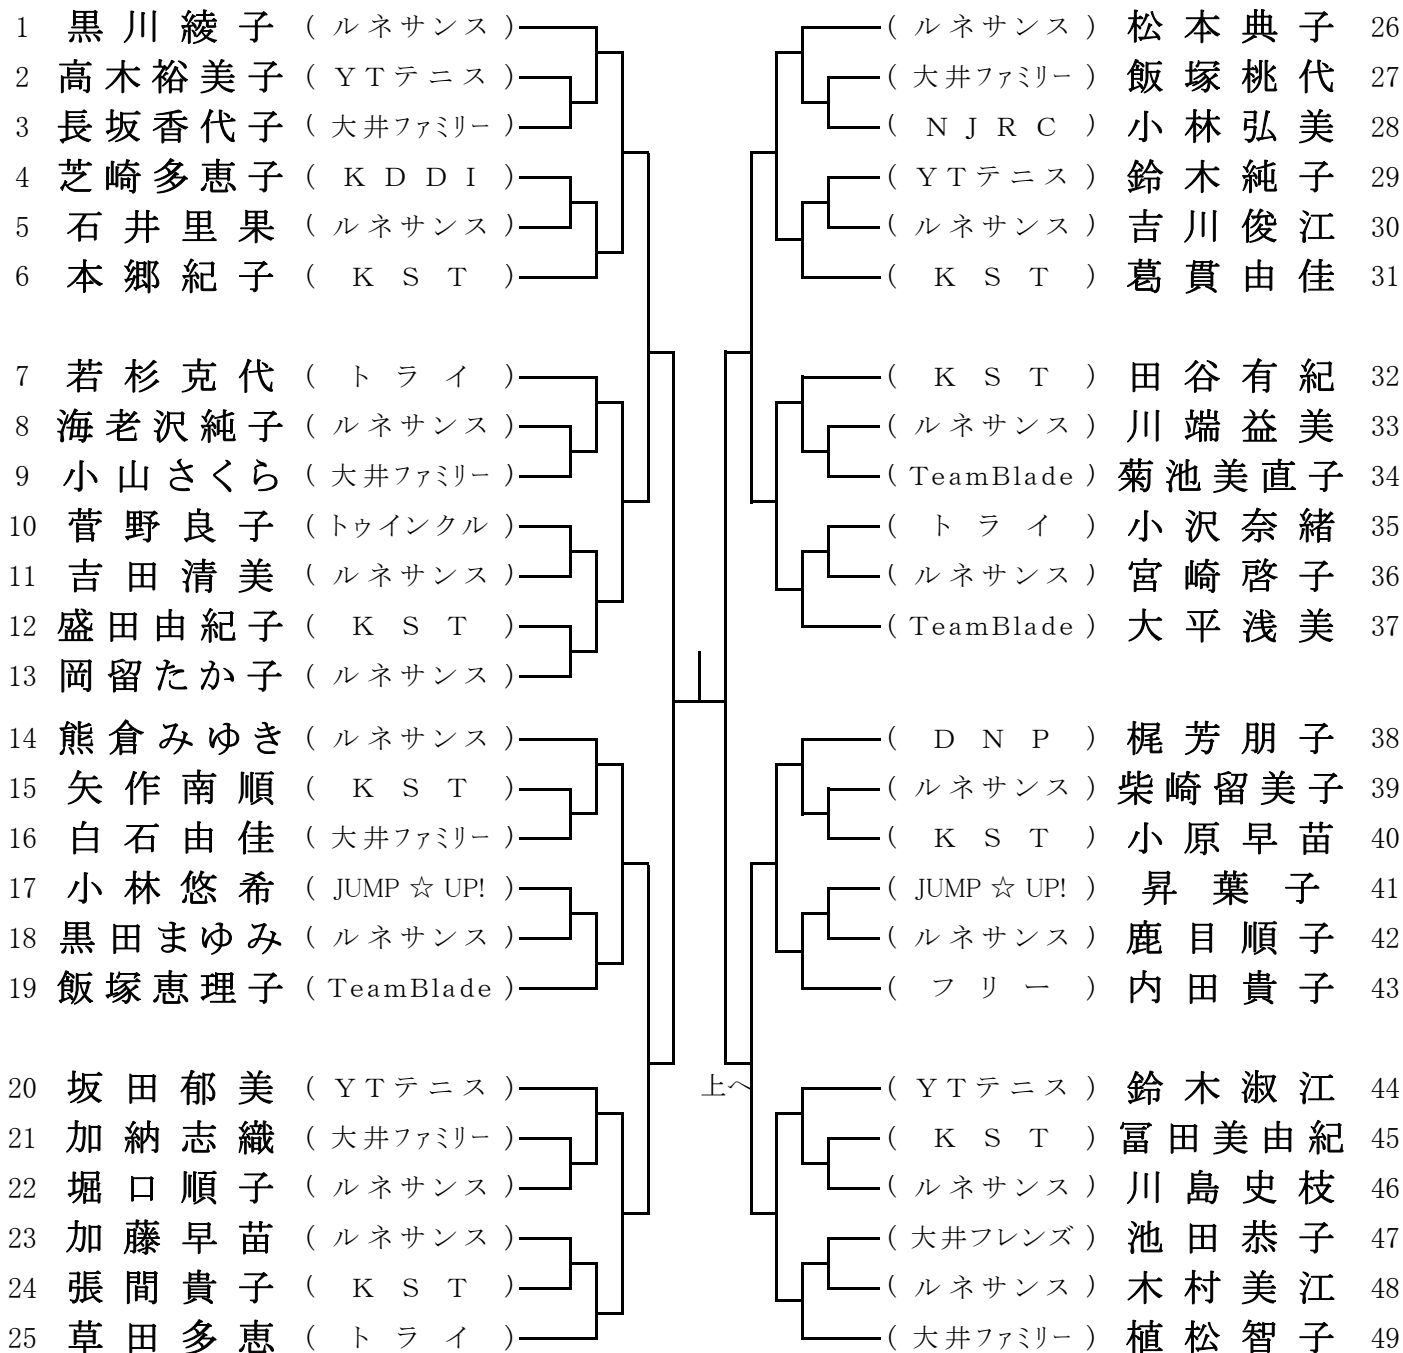 1 黒川綾子 (ルネサンス)
2 高木裕美子 (YTテニス)
3 長坂香代子 (大井ファミリー)
4 芝崎多恵子 (KDDI)
5 石井里果 (ルネサンス)
6 本郷紀子 (KST)
7 若杉克代 (トライ)
8 海老沢純子 (ルネサンス)
9 小山さくら (大井ファミリー)
10 菅野良子 (トゥインクル)
11 吉田清美 (ルネサンス)
12 盛田由紀子 (KST)
13 岡留たか子 (ルネサンス)
14 熊倉みゆき (ルネサンス)
15 矢作南順 (KST)
16 白石由佳 (大井ファミリー)
17 小林悠希 (JUMP☆UP!)
18 黒田まゆみ (ルネサンス)
19 飯塚恵理子 (TeamBlade)
20 坂田郁美 (YTテニス)
21 加納志織 (大井ファミリー)
22 堀口順子 (ルネサンス)
23 加藤早苗 (ルネサンス)
24 張間貴子 (KST)
25 草田多恵 (トライ)
上へ
(ルネサンス) 松本典子 26
(大井ファミリー) 飯塚桃代 27
(NJRC) 小林弘美 28
(YTテニス) 鈴木純子 29
(ルネサンス) 吉川俊江 30
(KST) 葛貫由佳 31
(KST) 田谷有紀 32
(ルネサンス) 川端益美 33
(TeamBlade) 菊池美直子 34
(トライ) 小沢奈緒 35
(ルネサンス) 宮崎啓子 36
(TeamBlade) 大平浅美 37
(DNP) 梶芳朋子 38
(ルネサンス) 柴崎留美子 39
(KST) 小原早苗 40
(JUMP☆UP!) 昇葉子 41
(ルネサンス) 鹿目順子 42
(フリー) 内田貴子 43
(YTテニス) 鈴木淑江 44
(KST) 冨田美由紀 45
(ルネサンス) 川島史枝 46
(大井フレンズ) 池田恭子 47
(ルネサンス) 木村美江 48
(大井ファミリー) 植松智子 49